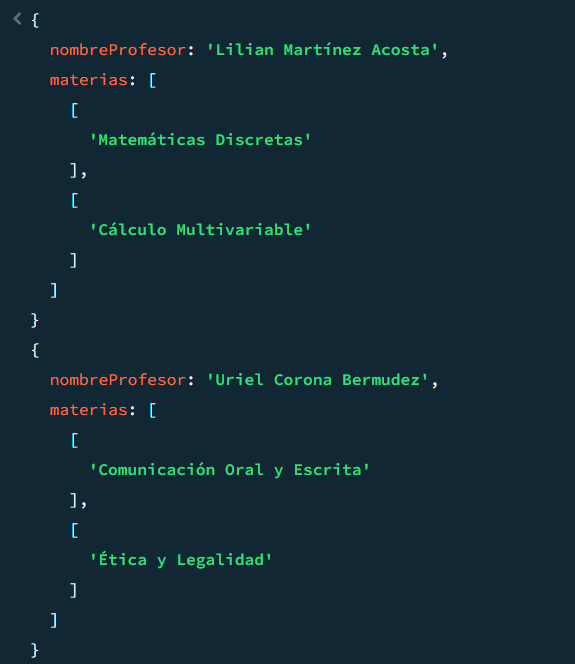 {
  nombreProfesor: 'Lilian Martínez Acosta',
  materias: [
    [
      'Matemáticas Discretas'
    ],
    [
      'Cálculo Multivariable'
    ]
  ]
}
{
  nombreProfesor: 'Uriel Corona Bermudez',
  materias: [
    [
      'Comunicación Oral y Escrita'
    ],
    [
      'Ética y Legalidad'
    ]
  ]
}